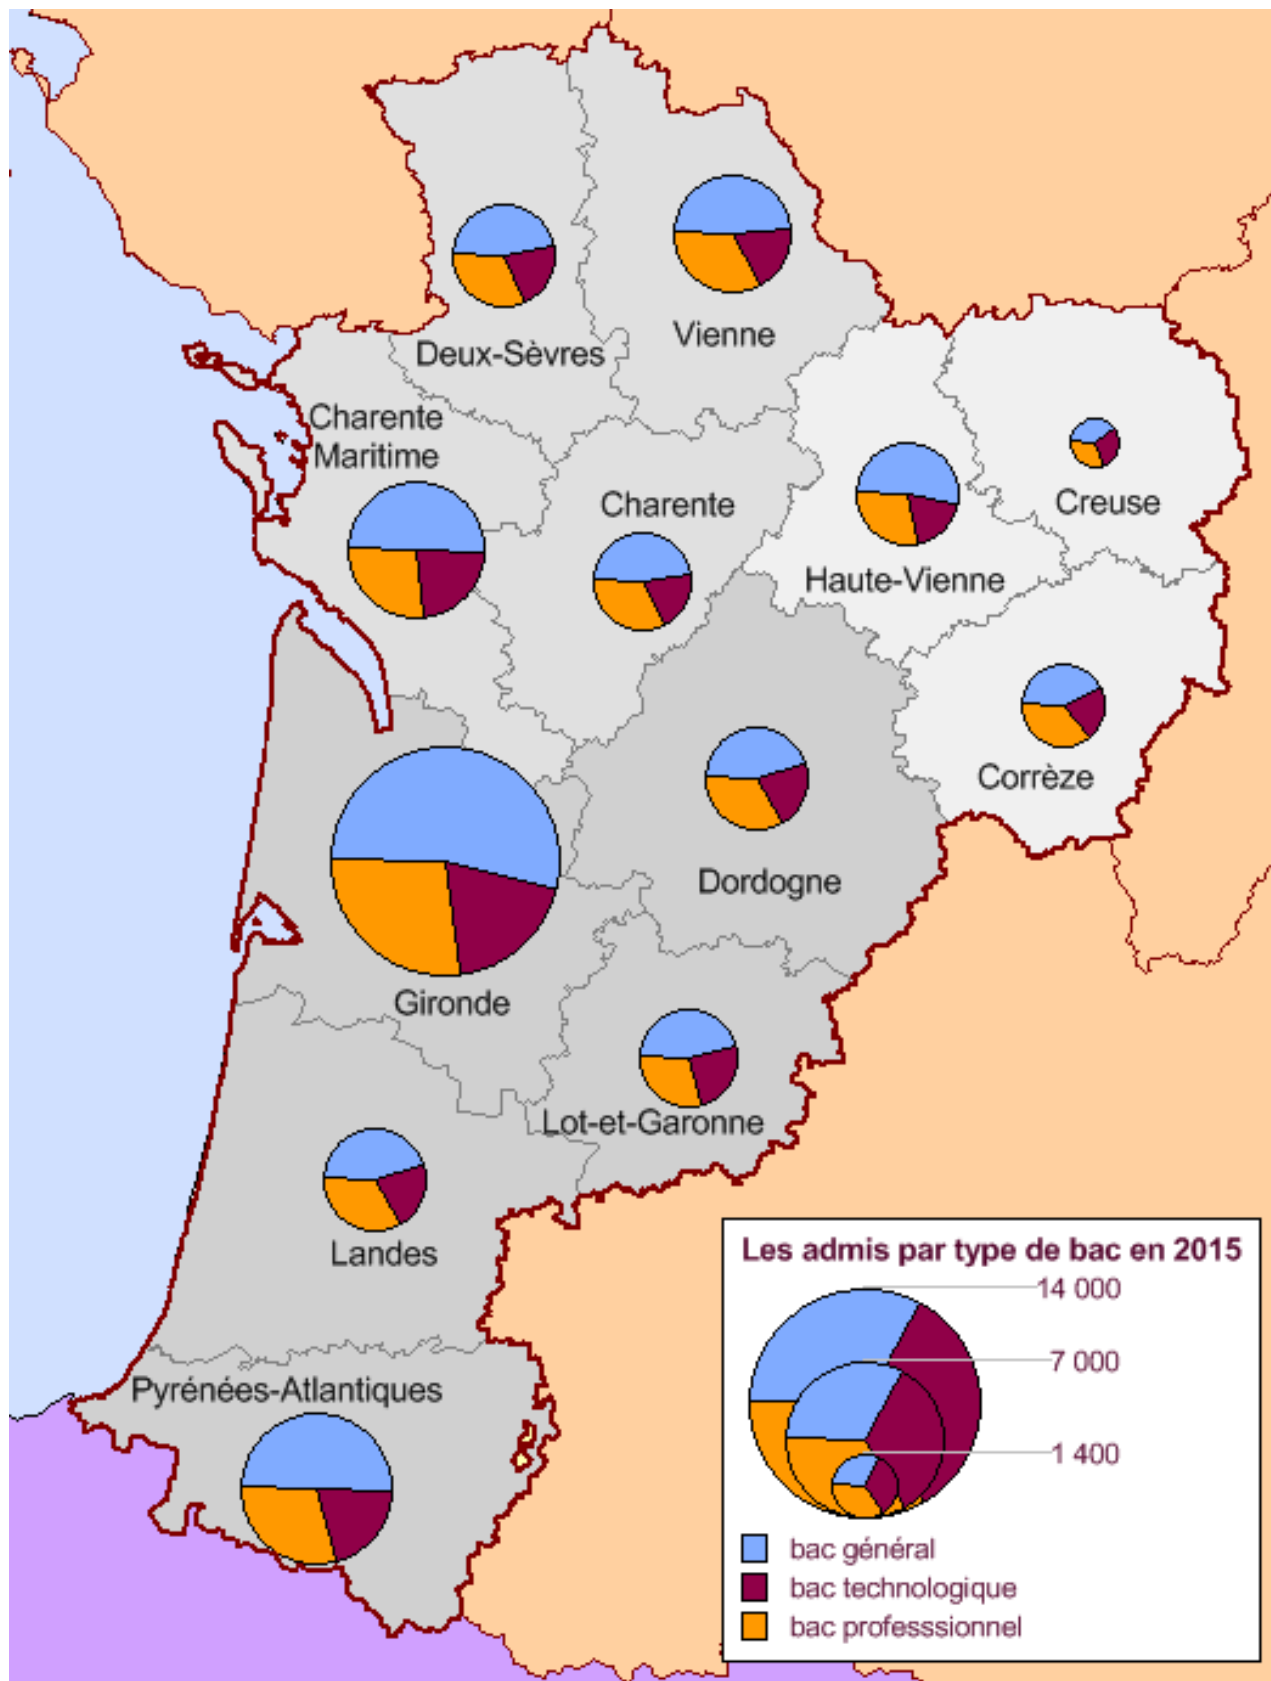 Deux-Sèvres
Vienne
Charente
Maritime
Charente
Haute-Vienne
Creuse
Corrèze
Dordogne
Gironde
Lot-et-Garonne
Landes
Pyrénées-Atlantiques
Les admis par type de bac en 2015
14 000
7 000
1 400
bac général
bac technologique
bac professsionnel